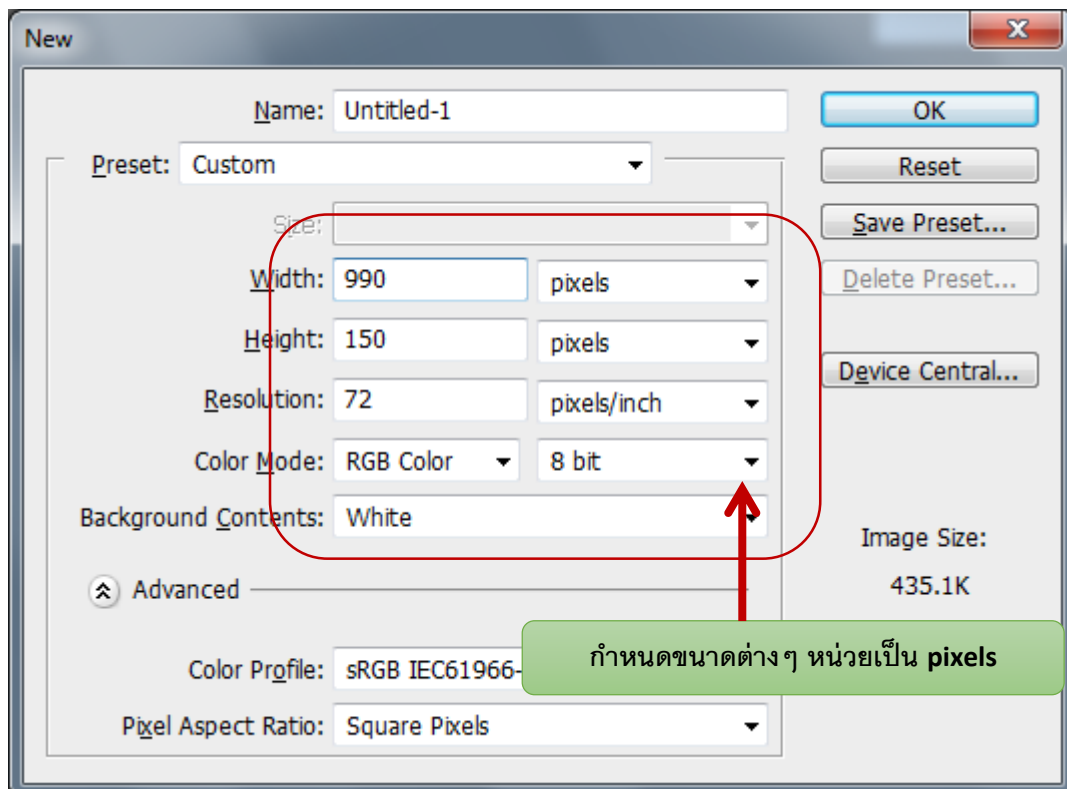 New
Name: Untitled-1
OK
Preset: Custom
Reset
Size:
Save Preset...
Width: 990 pixels
Delete Preset...
Height: 150 pixels
Device Central...
Resolution: 72 pixels/inch
Color Mode: RGB Color 8 bit
Background Contents: White
Image Size:
435.1K
Advanced
กำหนดขนาดต่างๆ หน่วยเป็น pixels
Color Profile: sRGB IEC61966-
Pixel Aspect Ratio: Square Pixels